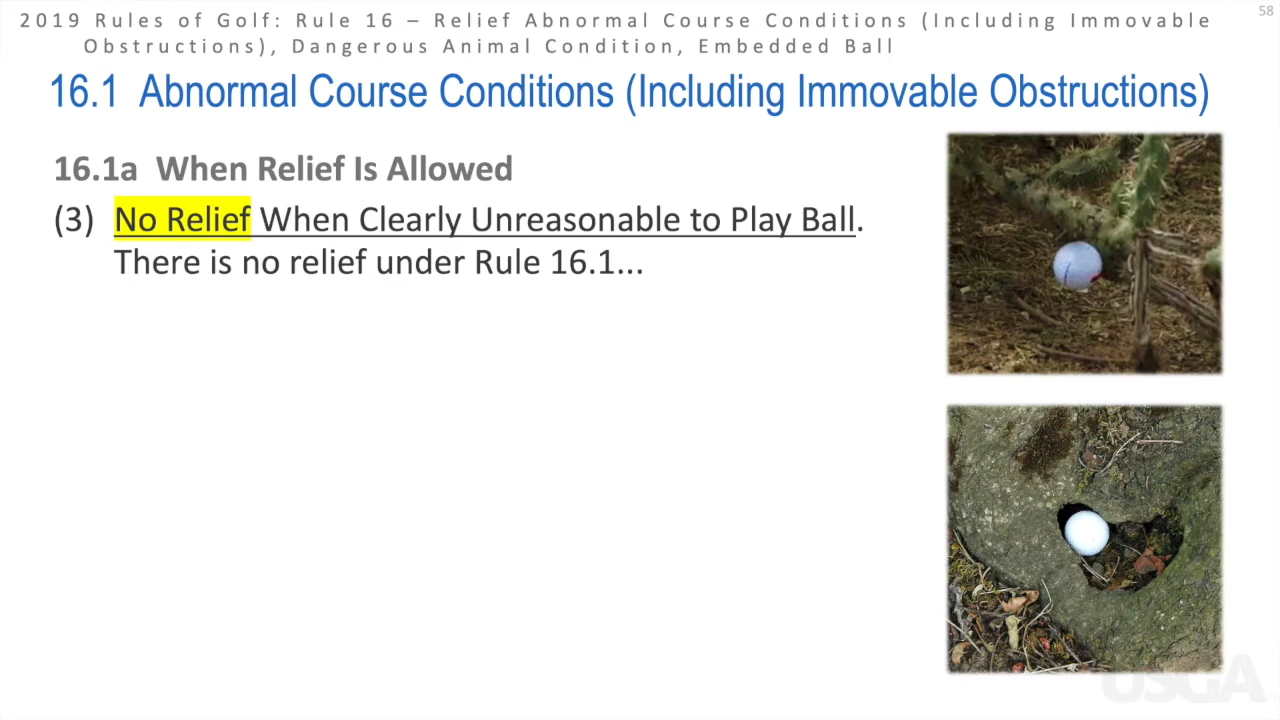 58
2019 Rules of Golf: Rule 16 – Relief Abnormal Course Conditions (Including Immovable
Obstructions), Dangerous Animal Condition, Embedded Ball
16.1 Abnormal Course Conditions (Including Immovable Obstructions)
16.1a When Relief Is Allowed
(3) No Relief When Clearly Unreasonable to Play Ball.
There is no relief under Rule 16.1...
USGA